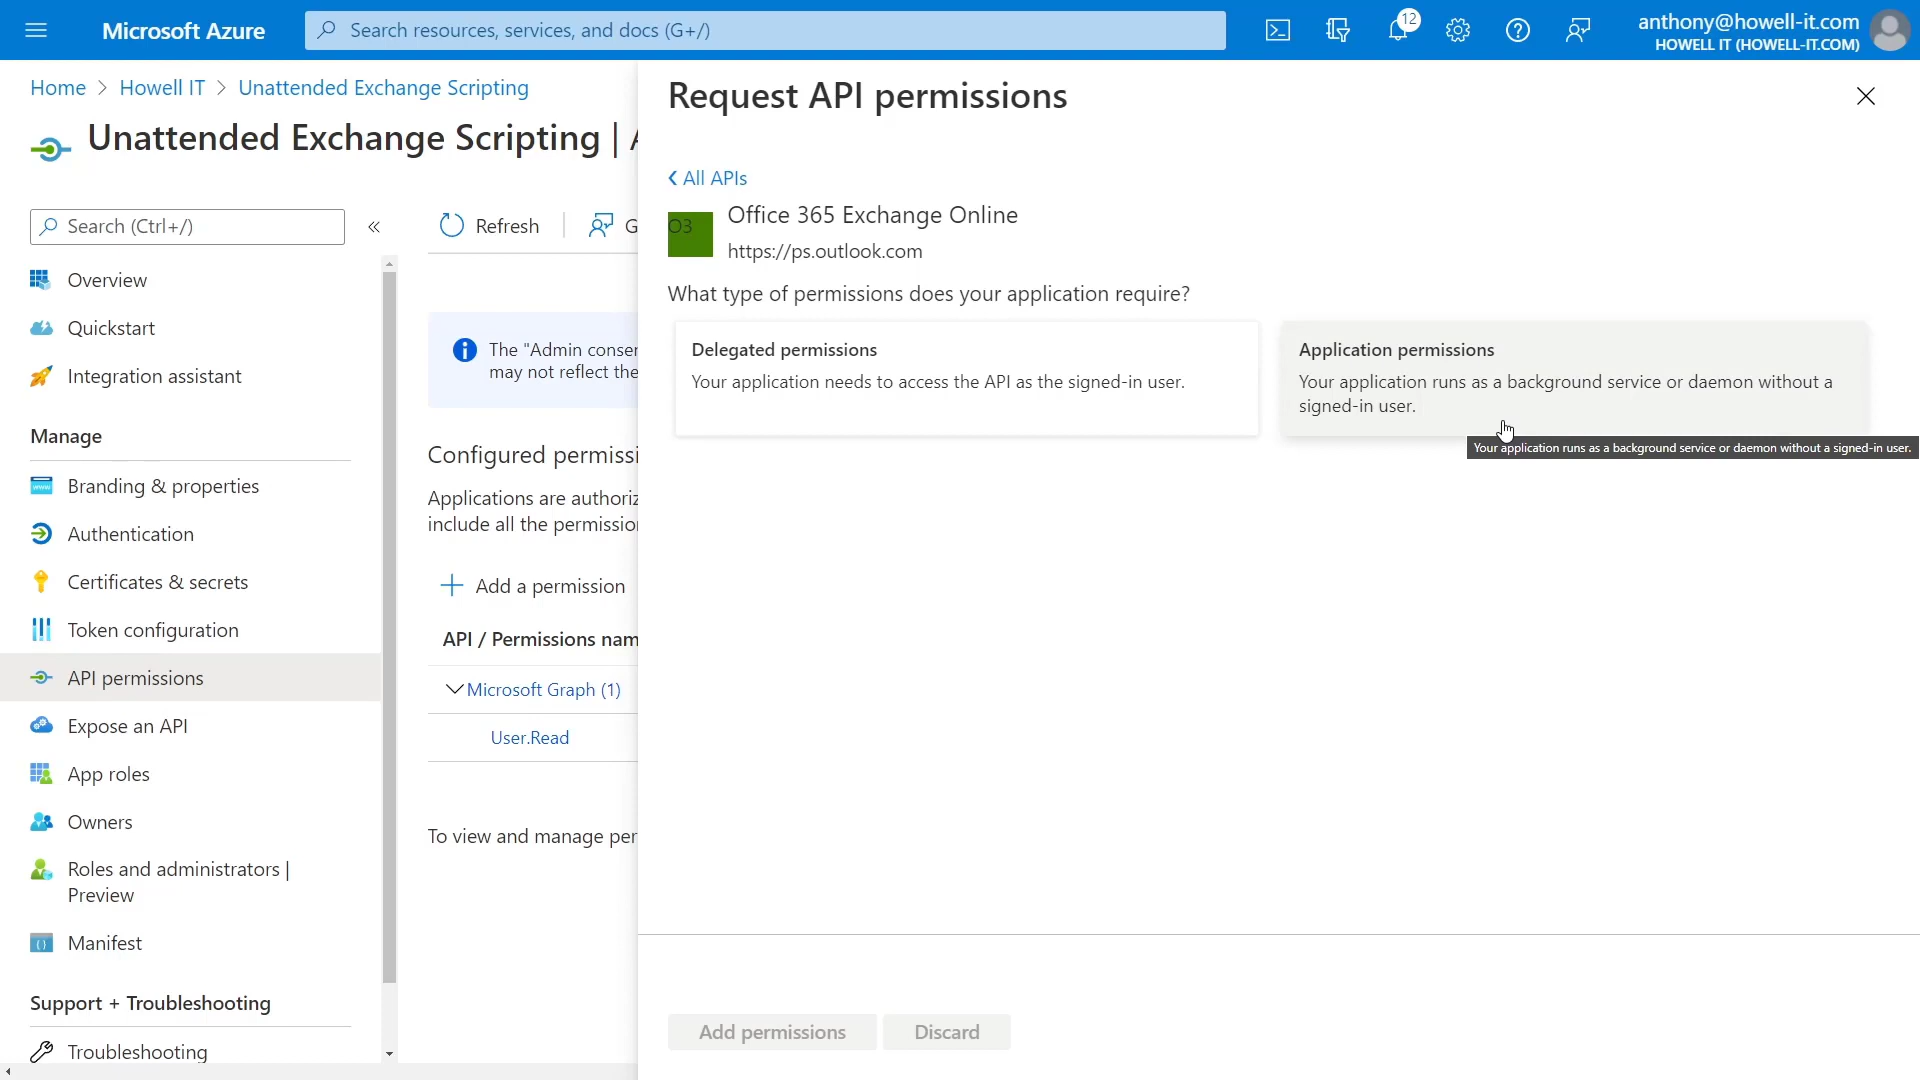 Microsoft Azure
Search resources, services, and docs (G+/)
12
anthony@howell-it.com
HOWELL IT (HOWELL-IT.COM)
Home > Howell IT > Unattended Exchange Scripting
Unattended Exchange Scripting | A
Search (Ctrl+/)
«
Overview
Quickstart
Integration assistant
Manage
Branding & properties
Authentication
Certificates & secrets
Token configuration
API permissions
Expose an API
App roles
Owners
Roles and administrators |
Preview
Manifest
Support + Troubleshooting
Troubleshooting
Refresh
G
The "Admin conser
may not reflect the
Configured permissi
Applications are authoriz
include all the permission
Add a permission
API / Permissions nam
Microsoft Graph (1)
User.Read
To view and manage per
Request API permissions
All APIs
O3
Office 365 Exchange Online
https://ps.outlook.com
What type of permissions does your application require?
Delegated permissions
Your application needs to access the API as the signed-in user.
Application permissions
Your application runs as a background service or daemon without a
signed-in user.
Your application runs as a background service or daemon without a signed-in user.
Add permissions
Discard